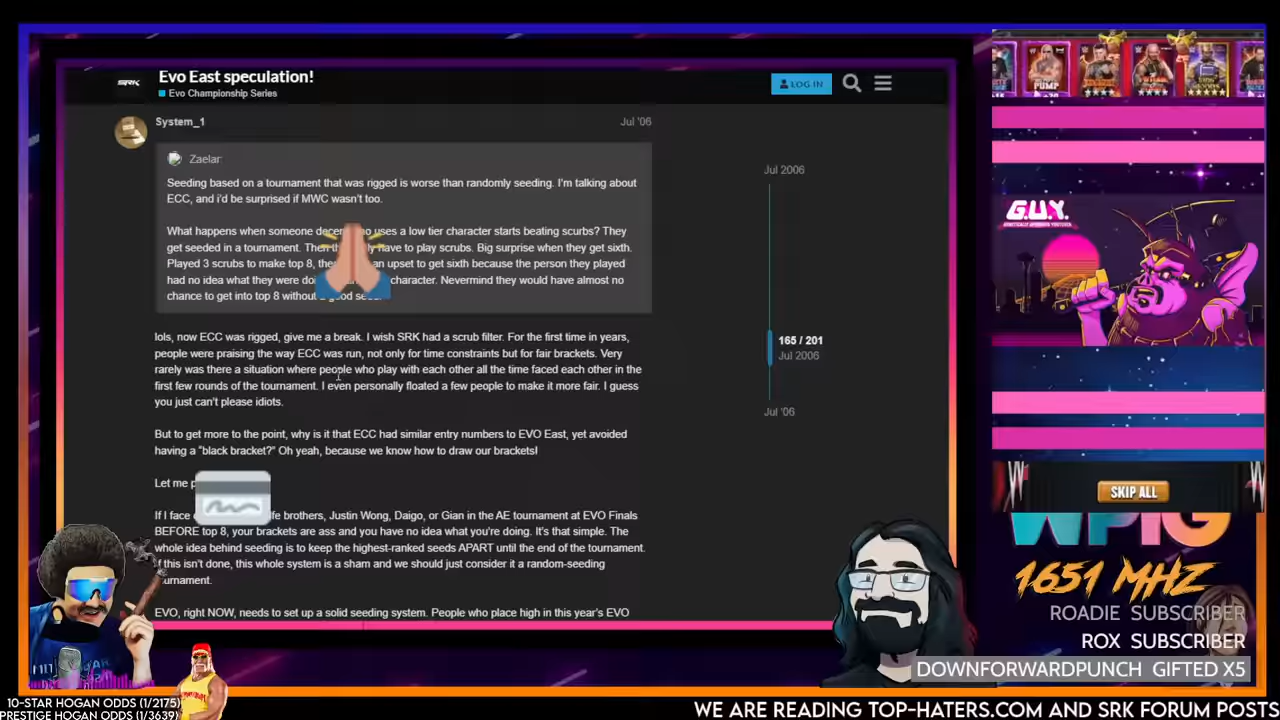 SRK
Evo East speculation!
Evo Championship Series
LOG IN
System_1
Jul '06
Zaelar:
Seeding based on a tournament that was rigged is worse than randomly seeding. I'm talking about
ECC, and i'd be surprised if MWC wasn't too.
What happens when someone uses a low tier character starts beating scurbs? They
get seeded in a tournament. have to play scrubs. Big surprise when they get sixth.
Played 3 scrubs to make top 8, an upset to get sixth because the person they played
had no idea what they were character. Nevermind they would have almost no
chance to get into top 8 without
lols, now ECC was rigged, give me a break. I wish SRK had a scrub filter. For the first time in years,
people were praising the way ECC was run, not only for time constraints but for fair brackets. Very
rarely was there a situation where people who play with each other all the time faced each other in the
first few rounds of the tournament. I even personally floated a few people to make it more fair. I guess
you just can't please idiots.
But to get more to the point, why is it that ECC had similar entry numbers to EVO East, yet avoided
having a "black bracket?" Oh yeah, because we know how to draw our brackets!
Let me
If I face brothers, Justin Wong, Daigo, or Gian in the AE tournament at EVO Finals
BEFORE top 8, your brackets are ass and you have no idea what you're doing. It's that simple. The
whole idea behind seeding is to keep the highest-ranked seeds APART until the end of the tournament.
this isn't done, this whole system is a sham and we should just consider it a random-seeding
EVO, right NOW, needs to set up a solid seeding system. People who place high in this year's EVO
Jul 2006
165 / 201
Jul 2006
Jul '06
G.U.Y.
SKIP ALL
WPIG
1651 MHZ
ROADIE SUBSCRIBER
ROX SUBSCRIBER
DOWNFORWARDPUNCH GIFTED X5
10-STAR HOGAN ODDS (1/2175)
PRESTIGE HOGAN ODDS (1/3639)
WE ARE READING TOP-HATERS.COM AND SRK FORUM POSTS